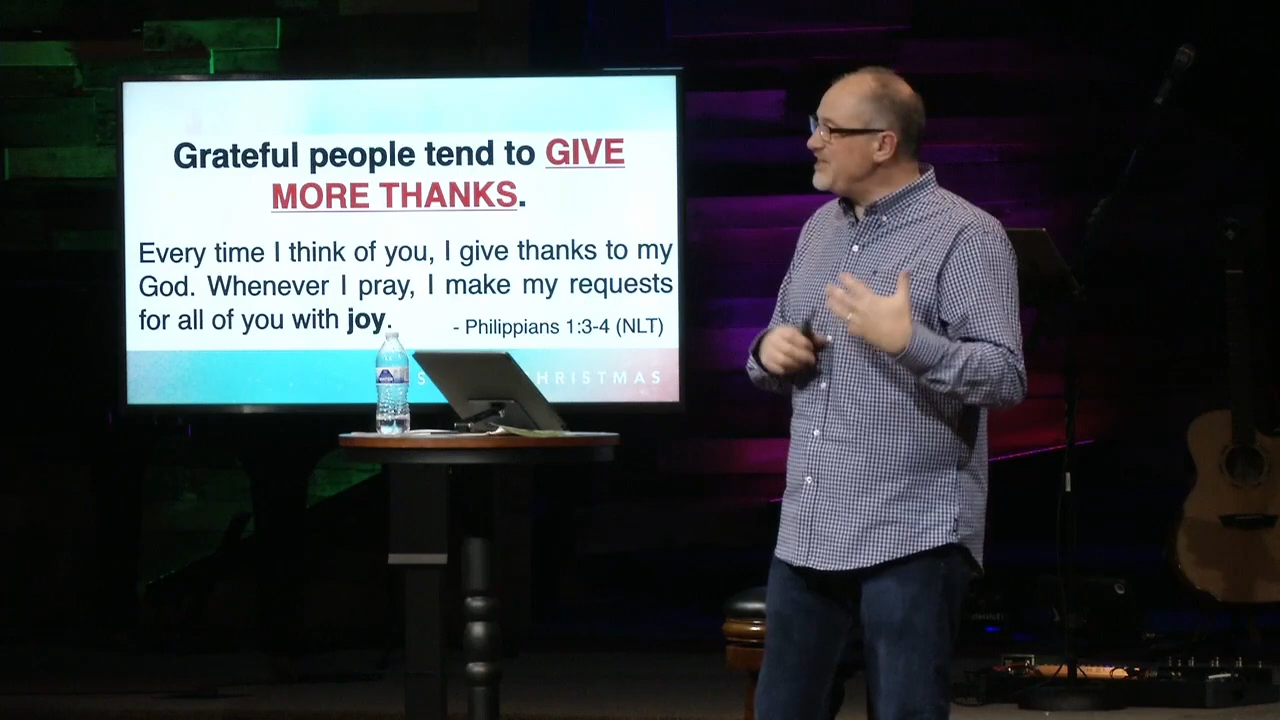 Grateful people tend to GIVE
MORE THANKS.
Every time I think of you, I give thanks to my
God. Whenever I pray, I make my requests
for all of you with joy.
- Philippians 1:3-4 (NLT)